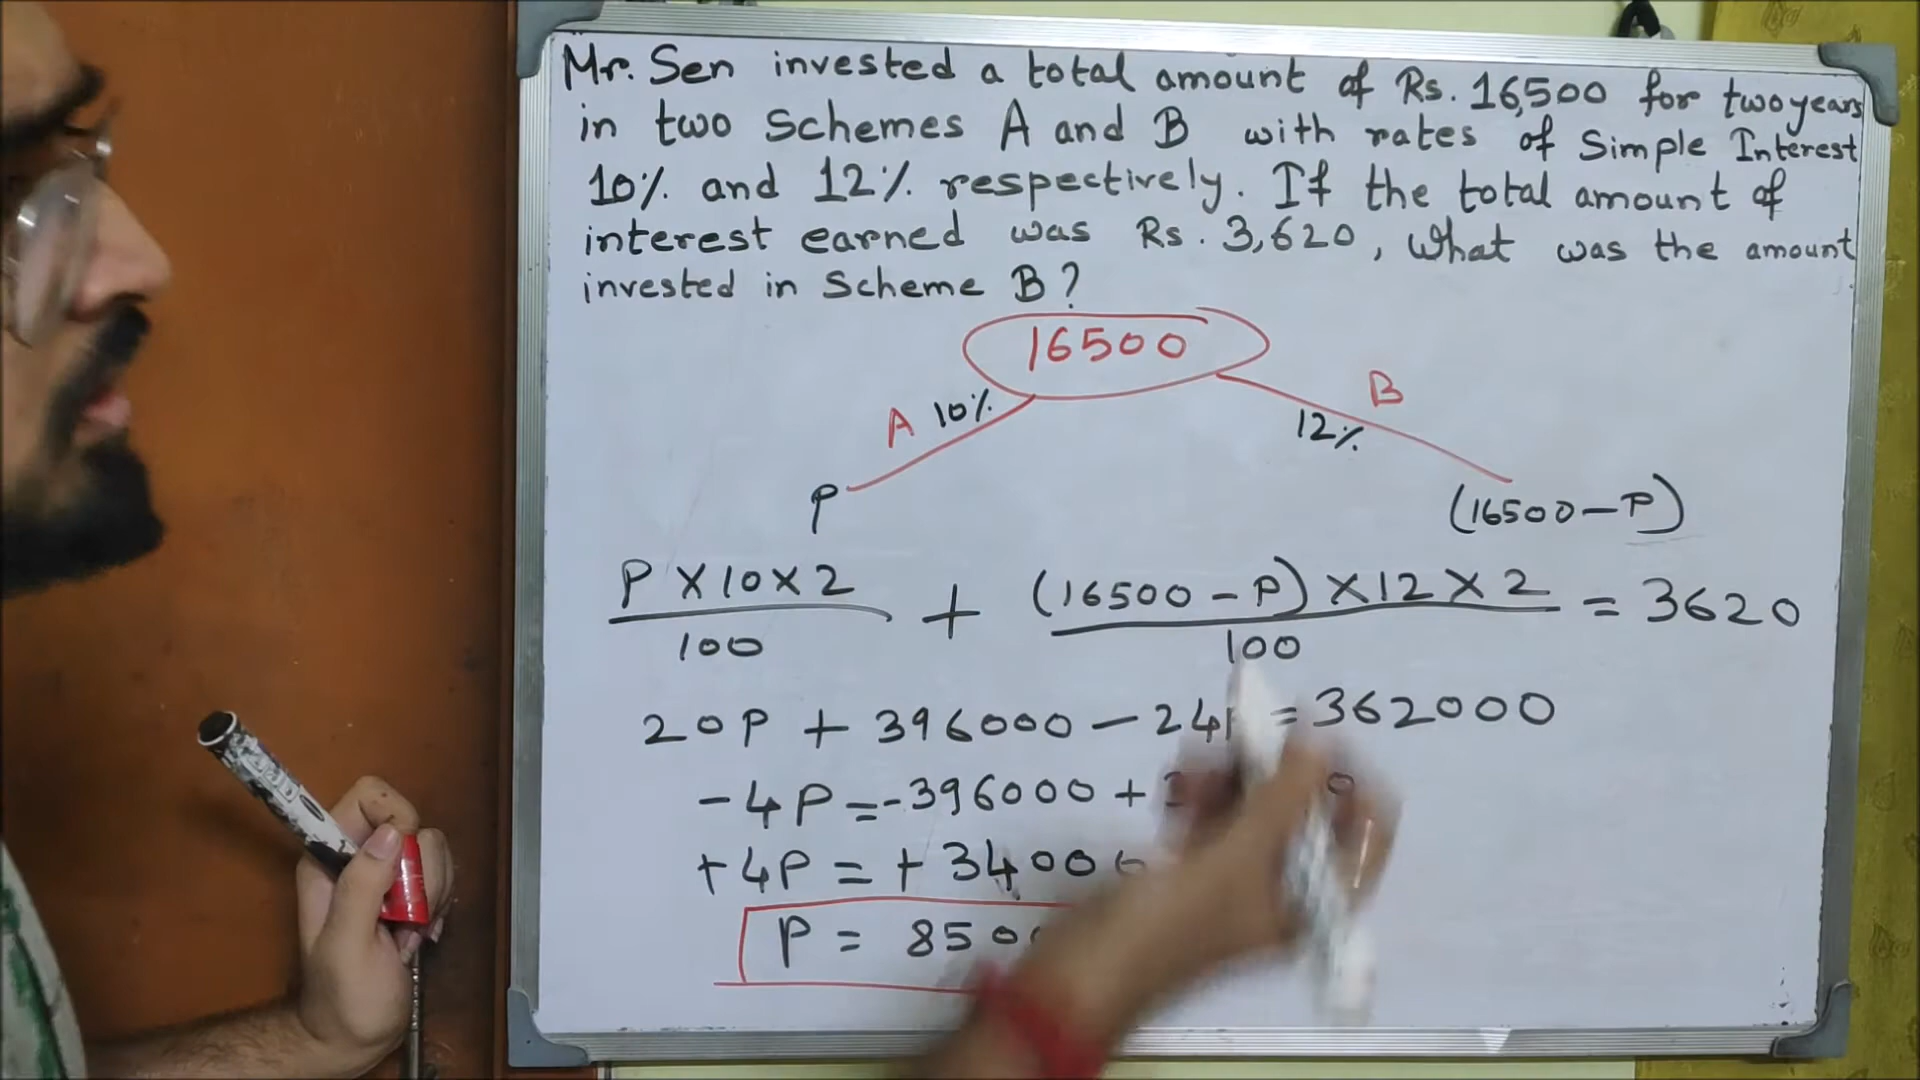 Mr. Sen invested a total amount of Rs. 16,500 for two years
in two schemes A and B with rates of Simple Interest
10% and 12% respectively. If the total amount of
interest earned was Rs. 3,620, What was the amount
invested in Scheme B?
16500
A 10%
B
12%
P
(16500-P)
P X 10 X 2 / 100 + (16500 - P) X 12 X 2 / 100 = 3620
20P + 396000 - 24P = 362000
-4P = -396000 +
+4P = + 34000
P = 8500